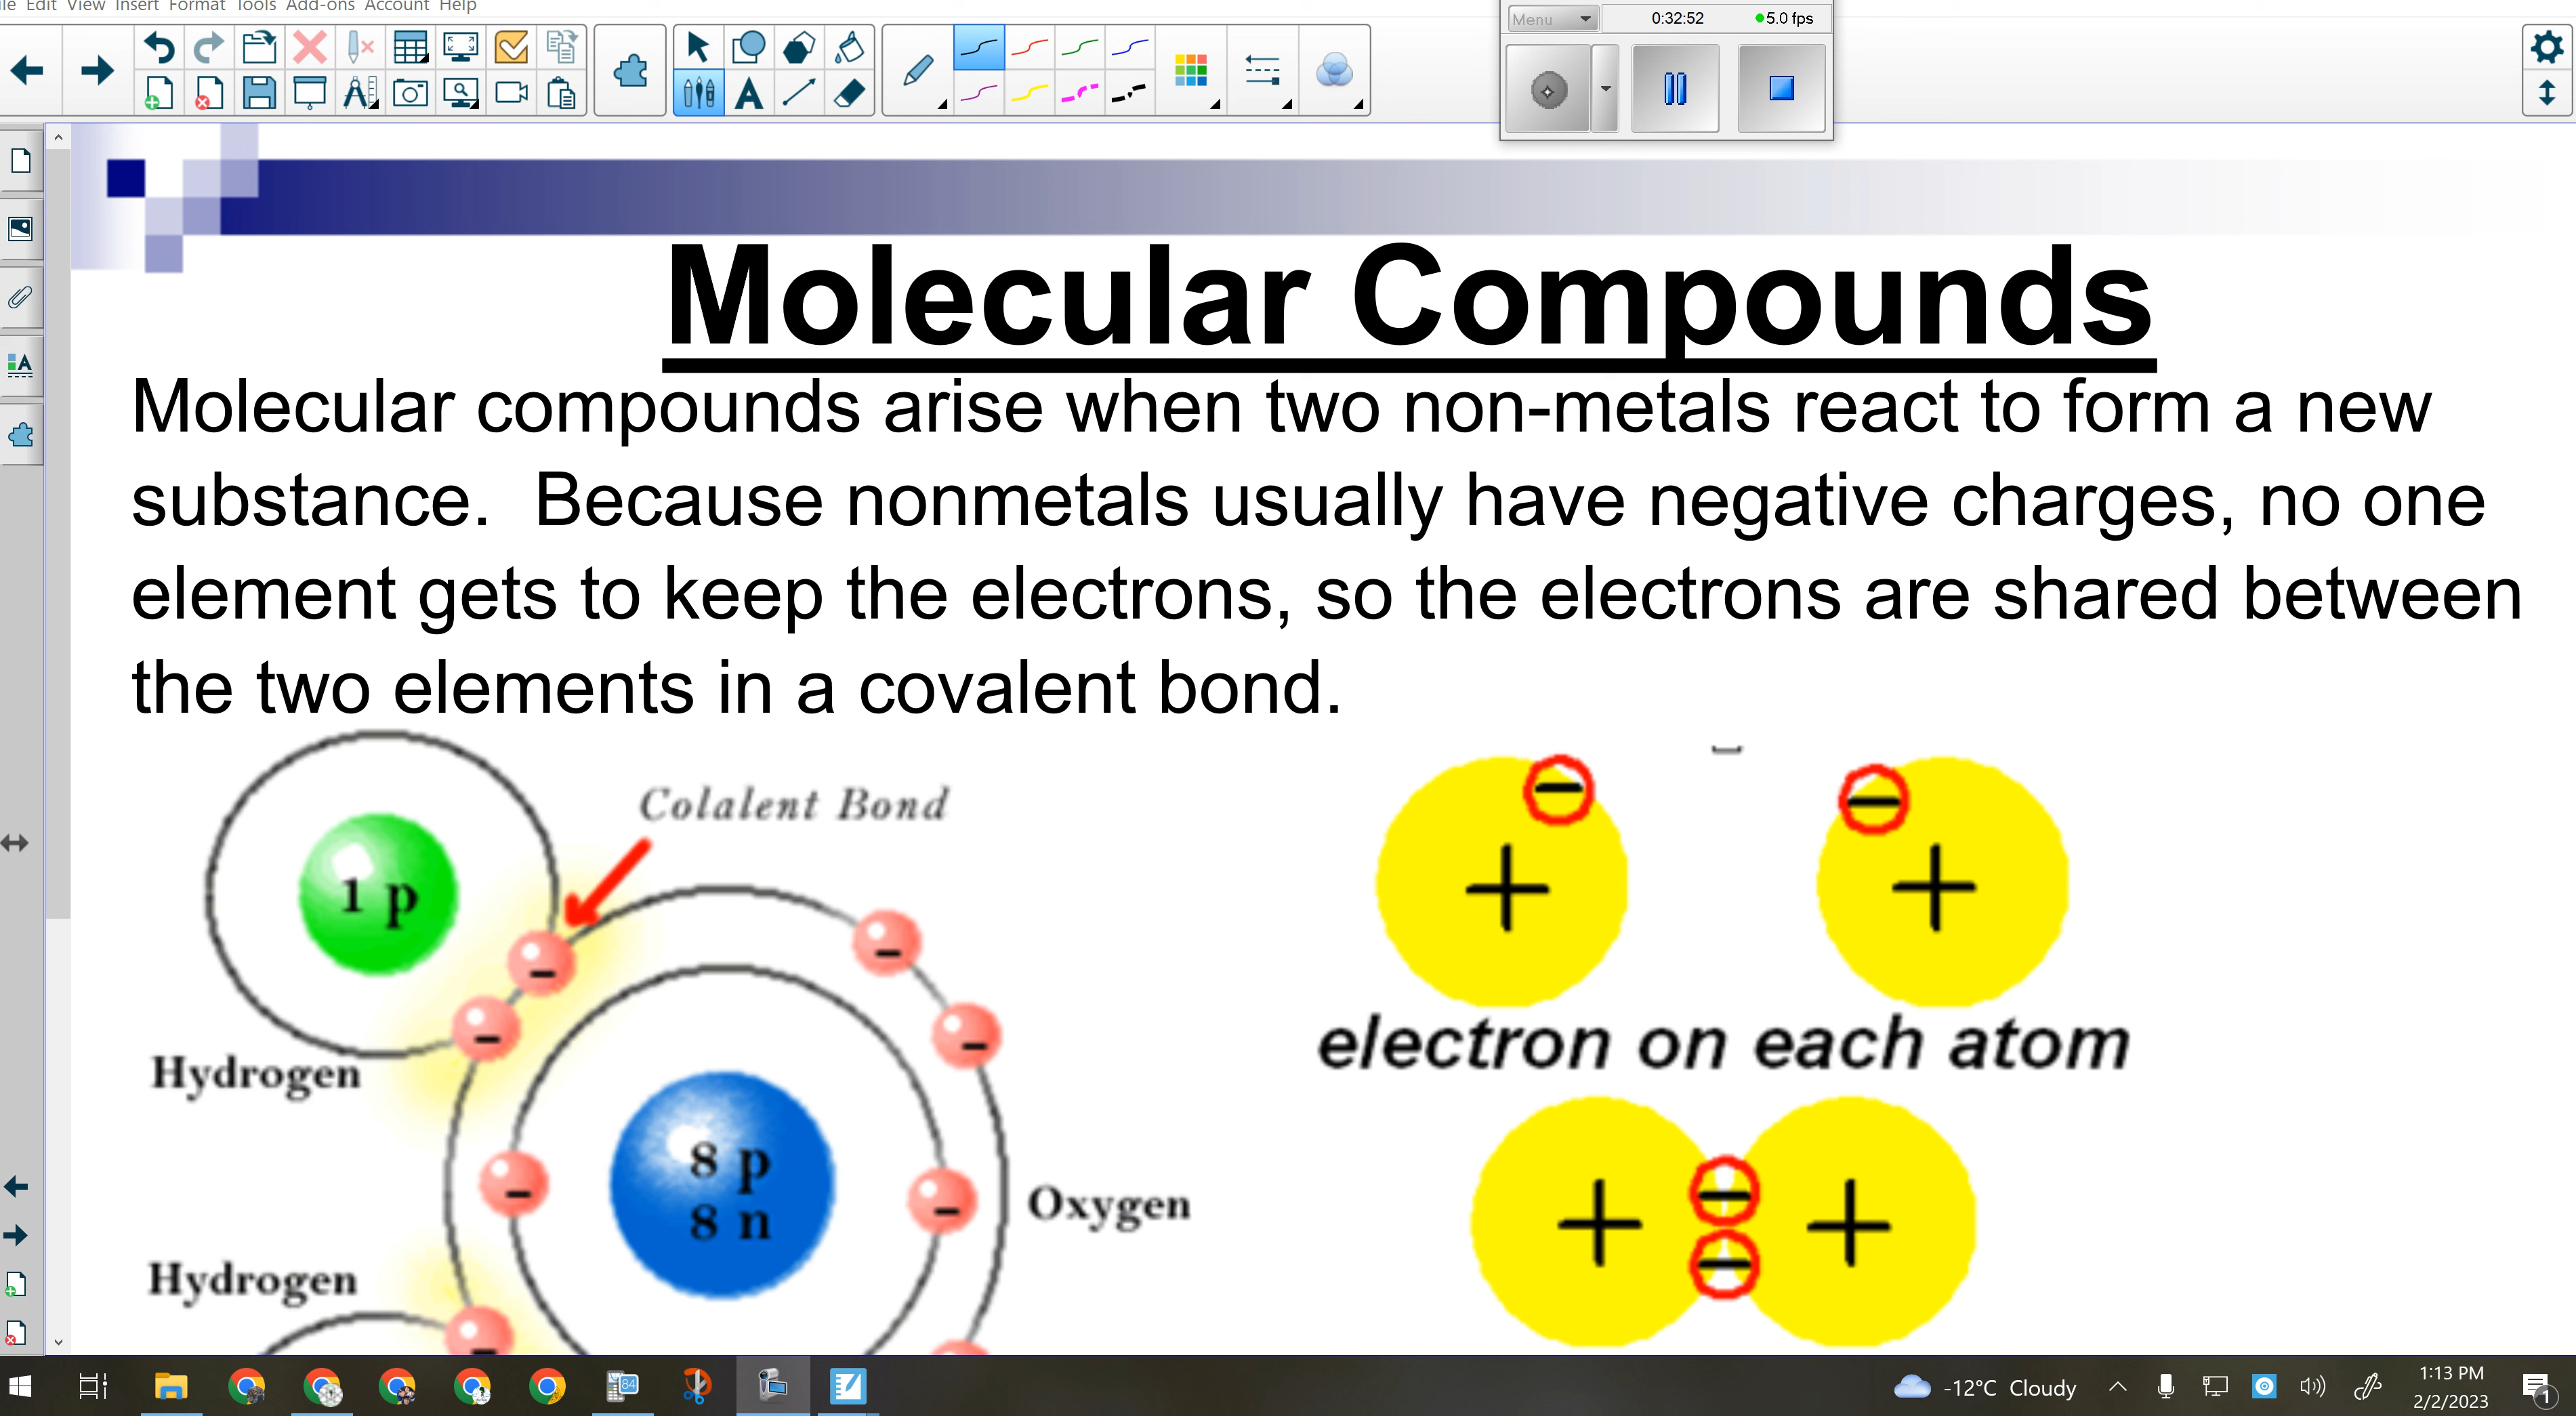 File Edit View Insert Format Tools Add-ons Account Help
Menu
0:32:52
5.0 fps
Molecular Compounds
Molecular compounds arise when two non-metals react to form a new
substance. Because nonmetals usually have negative charges, no one
element gets to keep the electrons, so the electrons are shared between
the two elements in a covalent bond.
Colalent Bond
1 p
Hydrogen
8 p
8 n
Oxygen
Hydrogen
electron on each atom
84
-12°C Cloudy
1:13 PM
2/2/2023
1